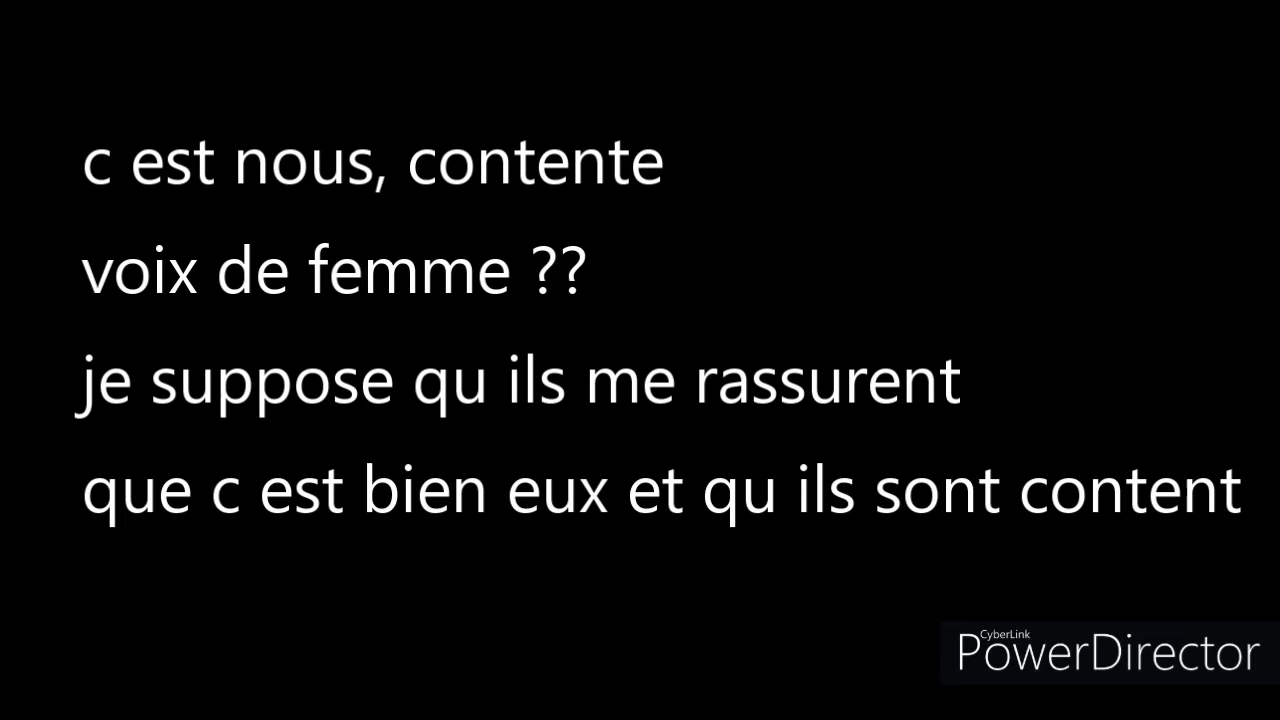 c est nous, contente
voix de femme ??
je suppose qu ils me rassurent
que c est bien eux et qu ils sont content
CyberLink
PowerDirector